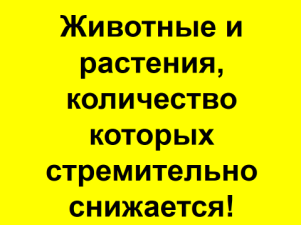 Животные и
растения,
количество
которых
стремительно
снижается!